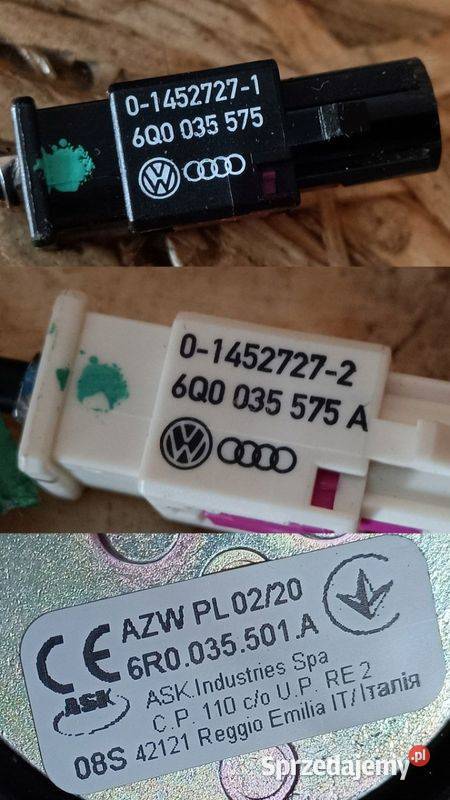 0-1452727-1
6Q0 035 575
0-1452727-2
6Q0 035 575 A
CE AZW PL 02/20
6R0.035.501.A
ASK ASK.Industries Spa
C.P. 110 c/o U.P. RE 2
08S 42121 Reggio Emilia IT/Італія
Sprzedajemy.pl